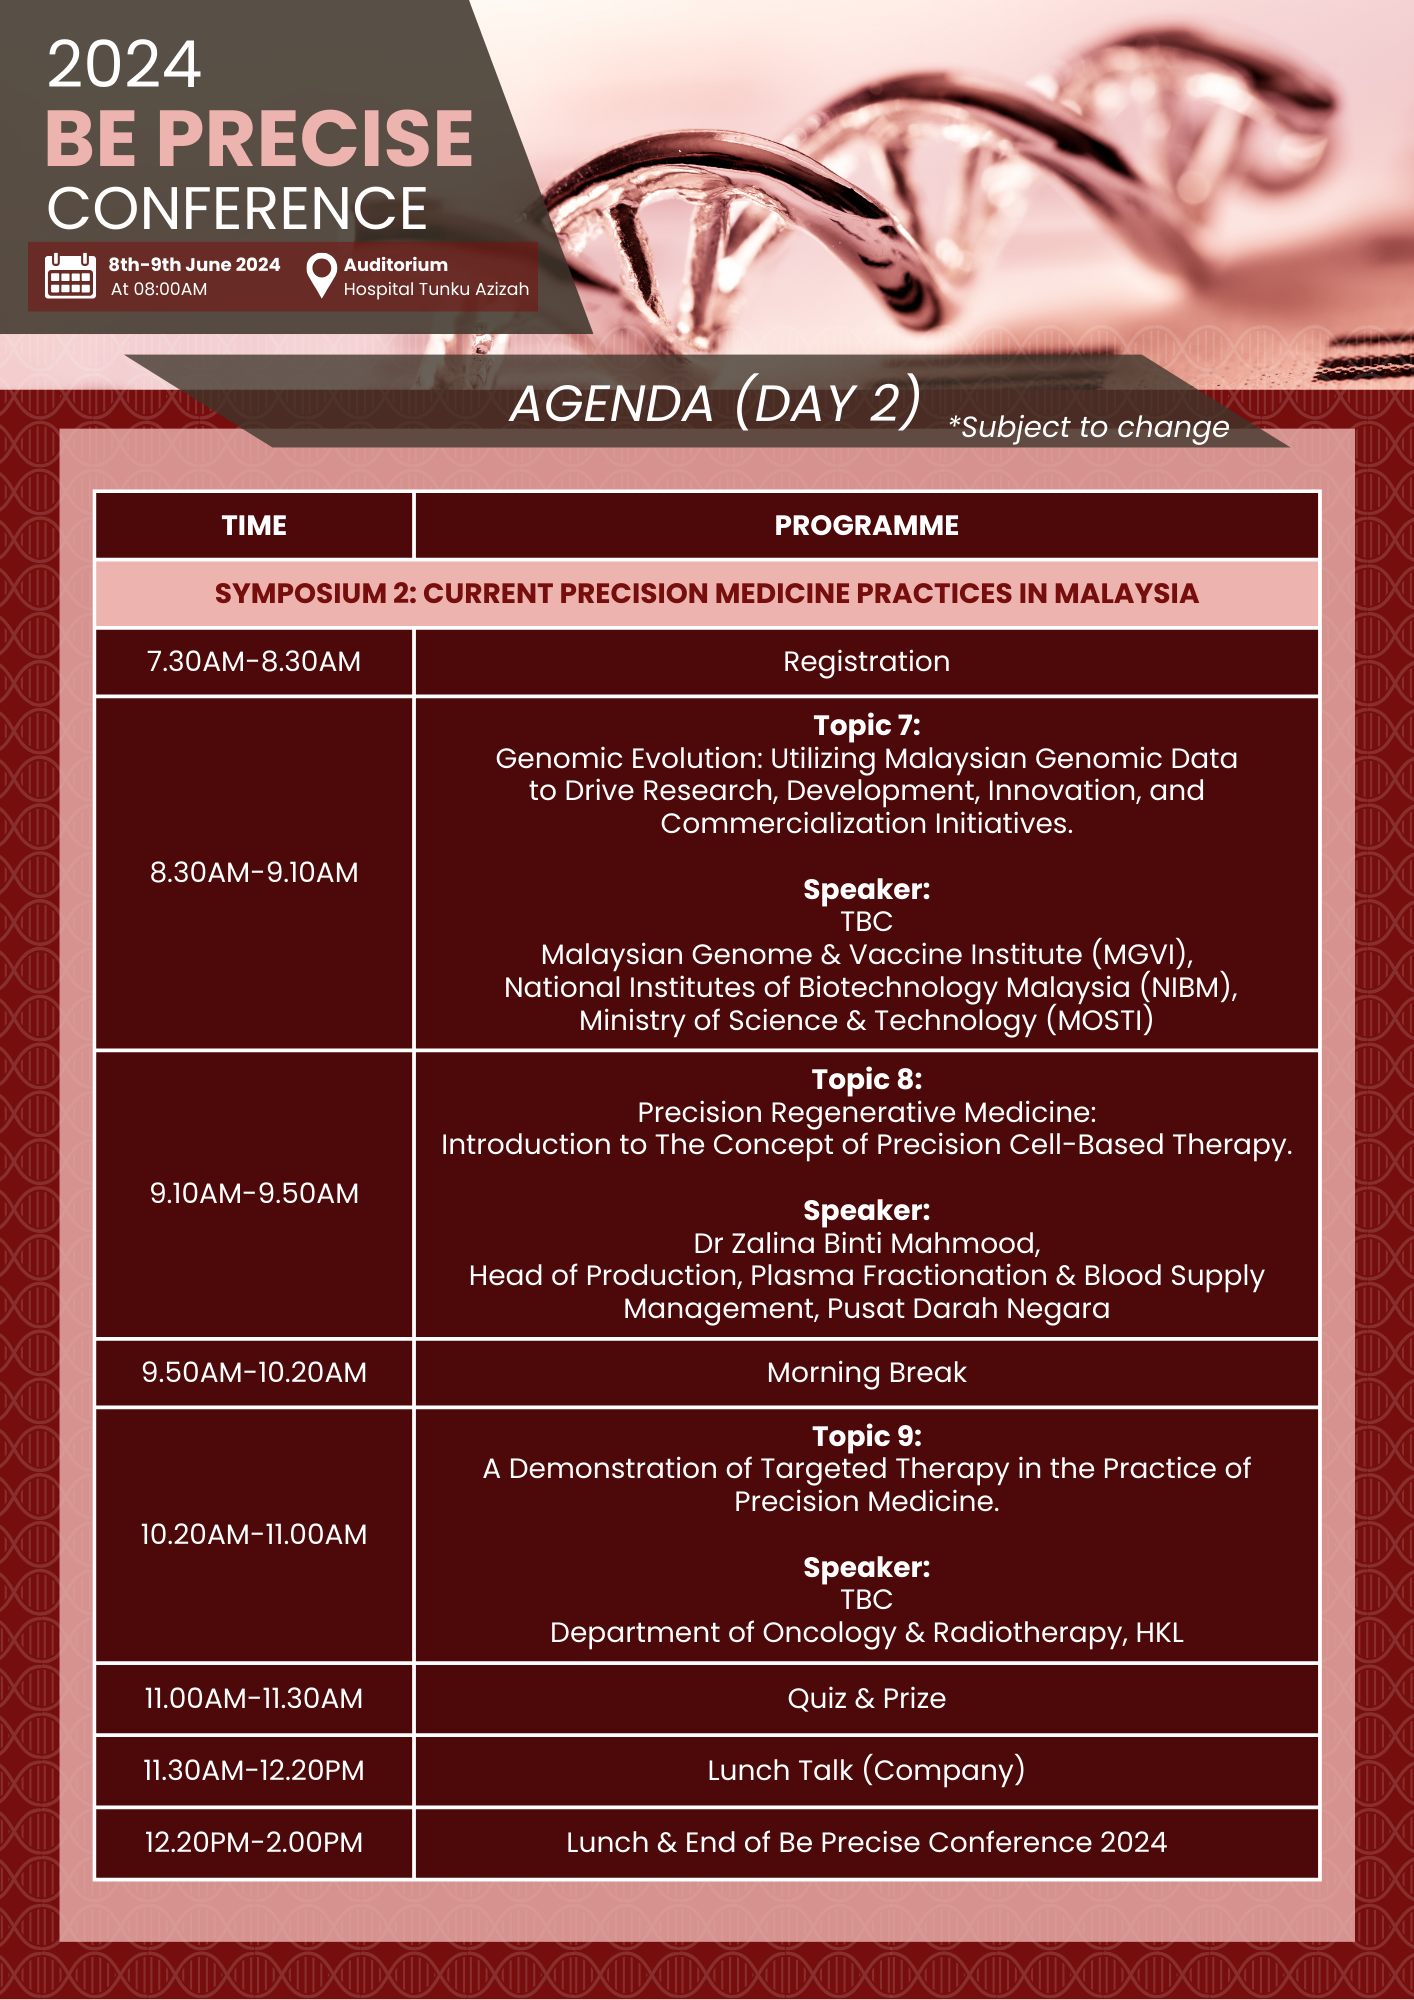 2024
BE PRECISE
CONFERENCE
8th-9th June 2024
At 08:00AM
Auditorium
Hospital Tunku Azizah
AGENDA (DAY 2)
*Subject to change
TIME
PROGRAMME
SYMPOSIUM 2: CURRENT PRECISION MEDICINE PRACTICES IN MALAYSIA
7.30AM-8.30AM
Registration
8.30AM-9.10AM
Topic 7:
Genomic Evolution: Utilizing Malaysian Genomic Data
to Drive Research, Development, Innovation, and
Commercialization Initiatives.
Speaker:
TBC
Malaysian Genome & Vaccine Institute (MGVI),
National Institutes of Biotechnology Malaysia (NIBM),
Ministry of Science & Technology (MOSTI)
9.10AM-9.50AM
Topic 8:
Precision Regenerative Medicine:
Introduction to The Concept of Precision Cell-Based Therapy.
Speaker:
Dr Zalina Binti Mahmood,
Head of Production, Plasma Fractionation & Blood Supply
Management, Pusat Darah Negara
9.50AM-10.20AM
Morning Break
10.20AM-11.00AM
Topic 9:
A Demonstration of Targeted Therapy in the Practice of
Precision Medicine.
Speaker:
TBC
Department of Oncology & Radiotherapy, HKL
11.00AM-11.30AM
Quiz & Prize
11.30AM-12.20PM
Lunch Talk (Company)
12.20PM-2.00PM
Lunch & End of Be Precise Conference 2024